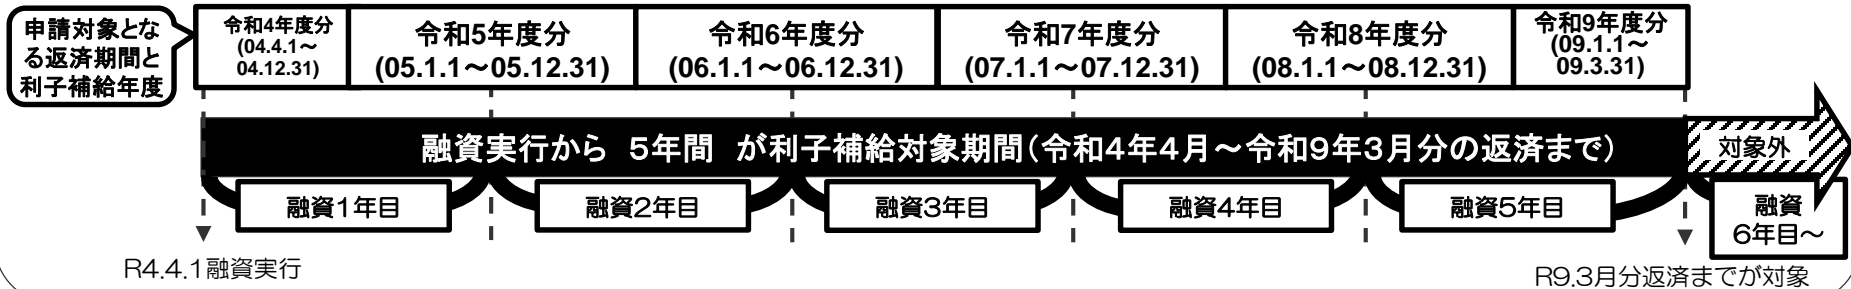 申請対象とな
る返済期間と
利子補給年度
令和4年度分
(04.4.1～
04.12.31)
令和5年度分
(05.1.1～05.12.31)
令和6年度分
(06.1.1～06.12.31)
令和7年度分
(07.1.1～07.12.31)
令和8年度分
(08.1.1～08.12.31)
令和9年度分
(09.1.1～
09.3.31)
融資実行から 5年間 が利子補給対象期間(令和4年4月～令和9年3月分の返済まで)
対象外
融資1年目
融資2年目
融資3年目
融資4年目
融資5年目
融資
6年目～
R4.4.1融資実行
R9.3月分返済までが対象